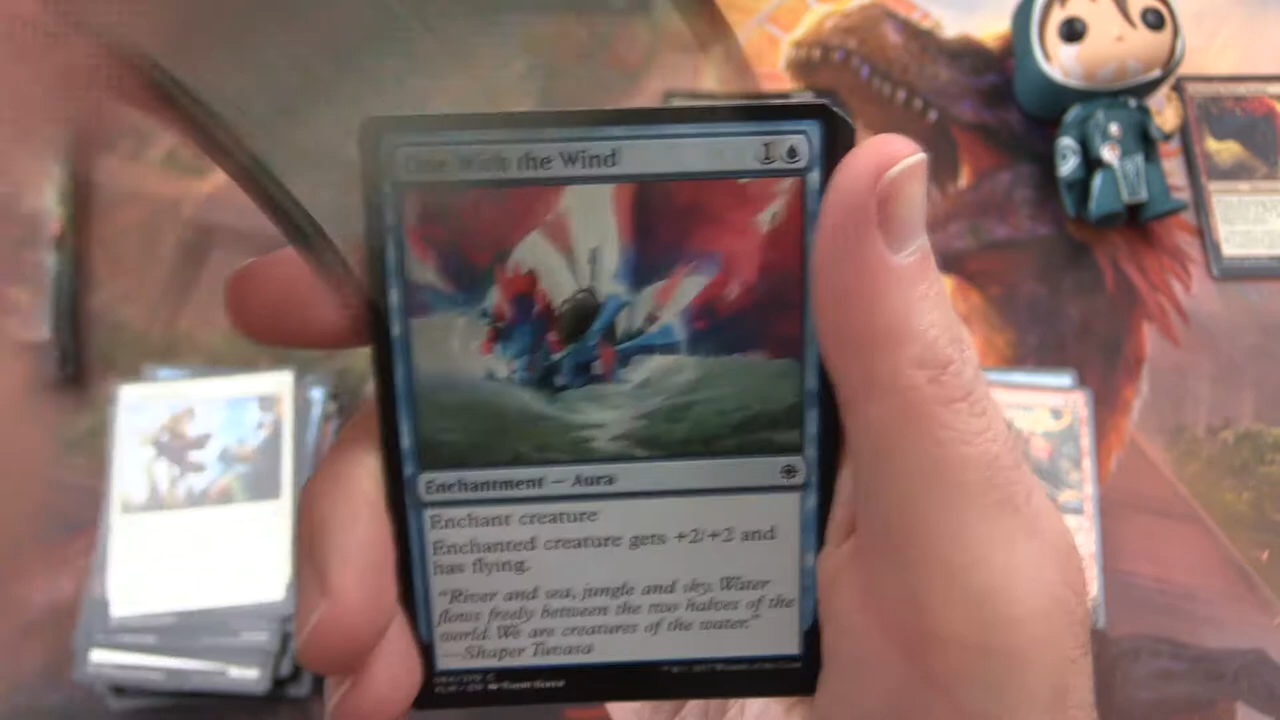 One With the Wind
1
Enchantment — Aura
Enchant creature
Enchanted creature gets +2/+2 and
has flying.
"River and sea, jungle and sky. Water
flows freely between the two halves of the
world. We are creatures of the water."
—Shaper Tuvasa